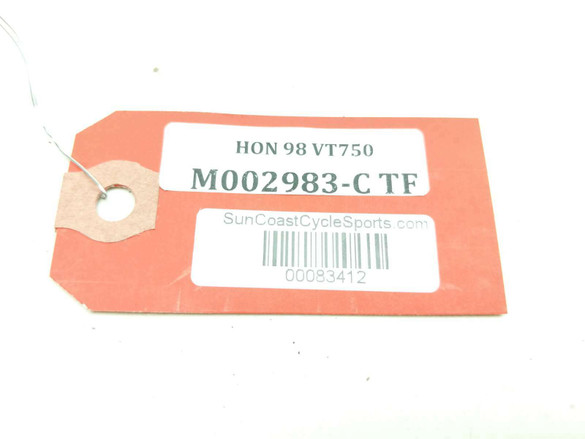 HON 98 VT750
M002983-C TF
SunCoastCycleSports.com
00083412